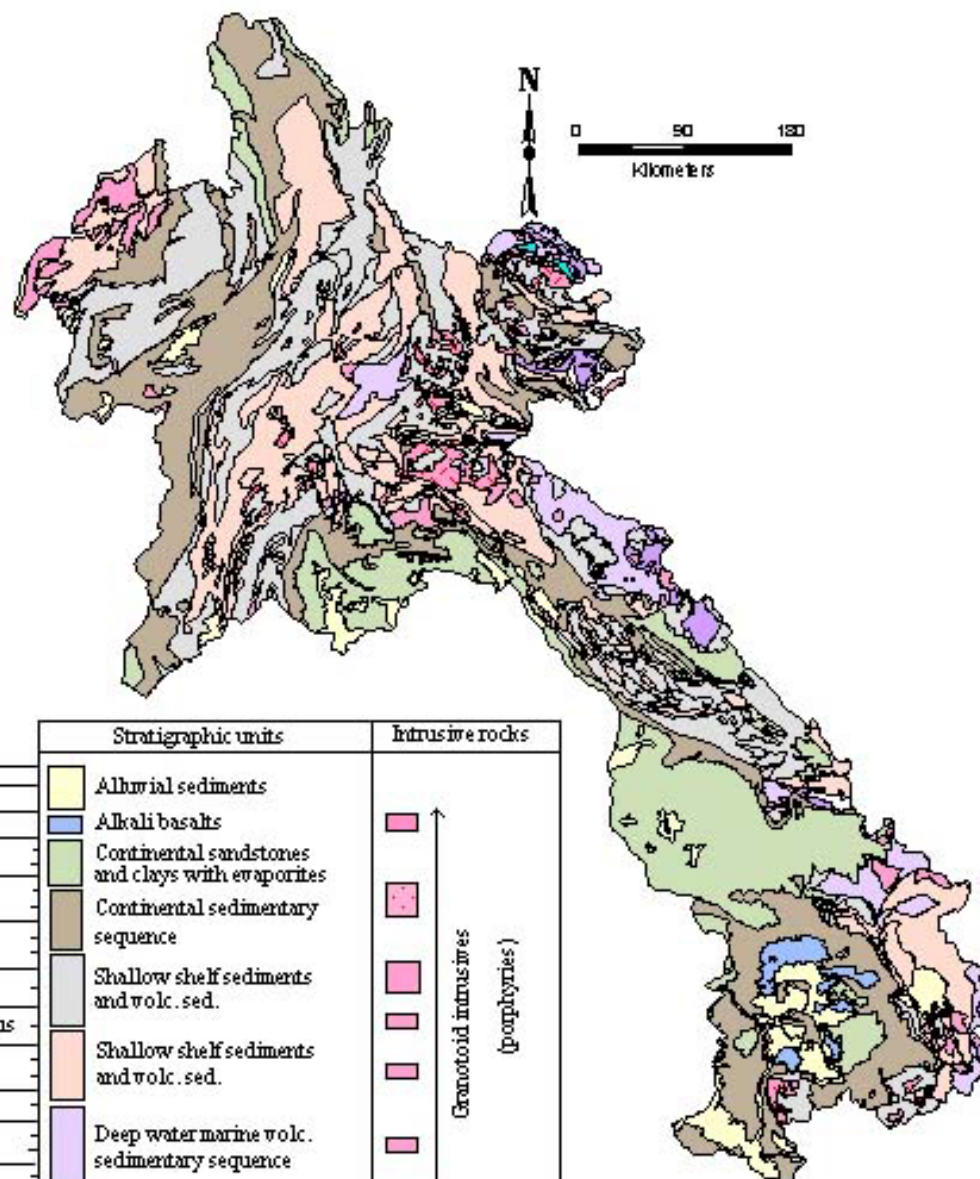 N
0 90 180
Kilometers
Stratigraphic units
Intrusive rocks
Alluvial sediments
Alkali basalts
Continental sandstones
and clays with evaporites
Continental sedimentary
sequence
Shallow shelf sediments
and volc. sed.
Shallow shelf sediments
and volc. sed.
Deep water marine volc.
sedimentary sequence
Granotoid intrusives
(porphyries)
us